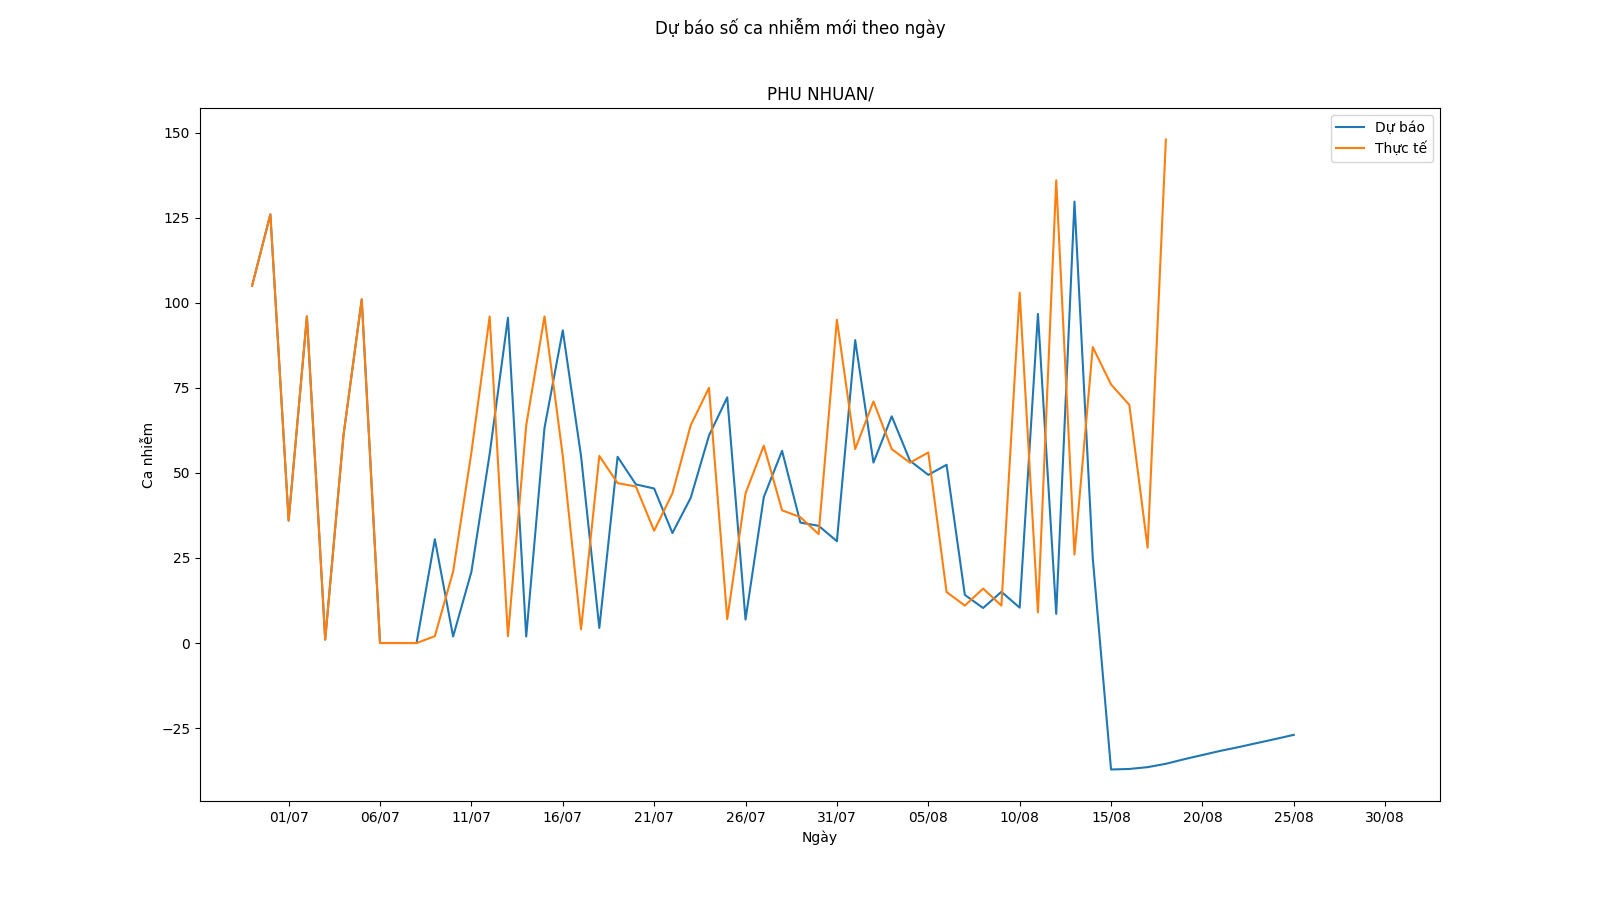 Dự báo số ca nhiễm mới theo ngày
PHU NHUAN/
Dự báo
Thực tế
150
125
100
75
50
25
0
−25
Ca nhiễm
01/07 06/07 11/07 16/07 21/07 26/07 31/07 05/08 10/08 15/08 20/08 25/08 30/08
Ngày